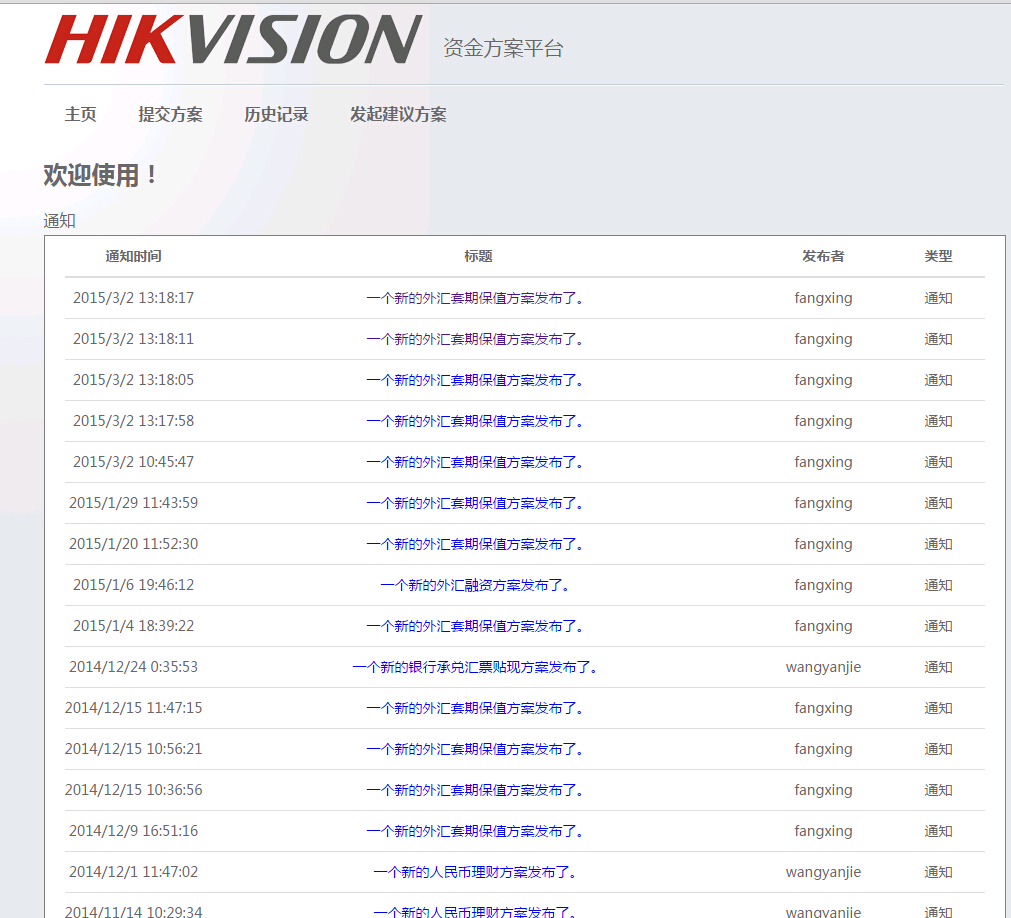 HIKVISION 资金方案平台
主页 提交方案 历史记录 发起建议方案
欢迎使用！
通知
通知时间 标题 发布者 类型
2015/3/2 13:18:17 一个新的外汇套期保值方案发布了。 fangxing 通知
2015/3/2 13:18:11 一个新的外汇套期保值方案发布了。 fangxing 通知
2015/3/2 13:18:05 一个新的外汇套期保值方案发布了。 fangxing 通知
2015/3/2 13:17:58 一个新的外汇套期保值方案发布了。 fangxing 通知
2015/3/2 10:45:47 一个新的外汇套期保值方案发布了。 fangxing 通知
2015/1/29 11:43:59 一个新的外汇套期保值方案发布了。 fangxing 通知
2015/1/20 11:52:30 一个新的外汇套期保值方案发布了。 fangxing 通知
2015/1/6 19:46:12 一个新的外汇融资方案发布了。 fangxing 通知
2015/1/4 18:39:22 一个新的外汇套期保值方案发布了。 fangxing 通知
2014/12/24 0:35:53 一个新的银行承兑汇票贴现方案发布了。 wangyanjie 通知
2014/12/15 11:47:15 一个新的外汇套期保值方案发布了。 fangxing 通知
2014/12/15 10:56:21 一个新的外汇套期保值方案发布了。 fangxing 通知
2014/12/15 10:36:56 一个新的外汇套期保值方案发布了。 fangxing 通知
2014/12/9 16:51:16 一个新的外汇套期保值方案发布了。 fangxing 通知
2014/12/1 11:47:02 一个新的人民币理财方案发布了。 wangyanjie 通知
2014/11/14 10:29:34 一个新的人民币理财方案发布了。 wangyanjie 通知